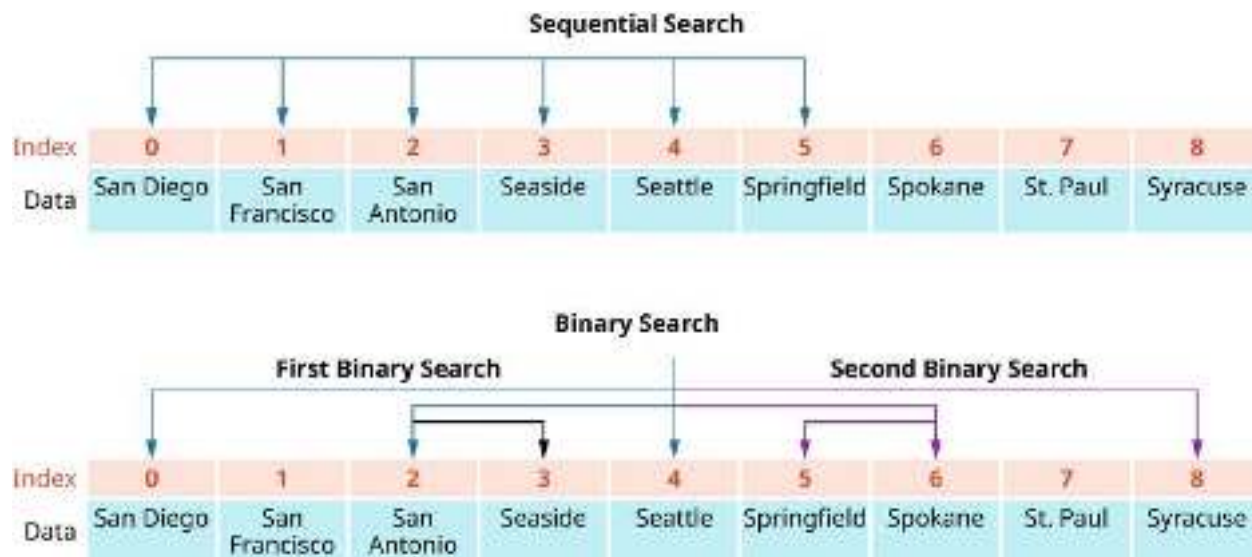 Sequential Search
Index 0 1 2 3 4 5 6 7 8
Data San Diego San Francisco San Antonio Seaside Seattle Springfield Spokane St. Paul Syracuse
Binary Search
First Binary Search Second Binary Search
Index 0 1 2 3 4 5 6 7 8
Data San Diego San Francisco San Antonio Seaside Seattle Springfield Spokane St. Paul Syracuse